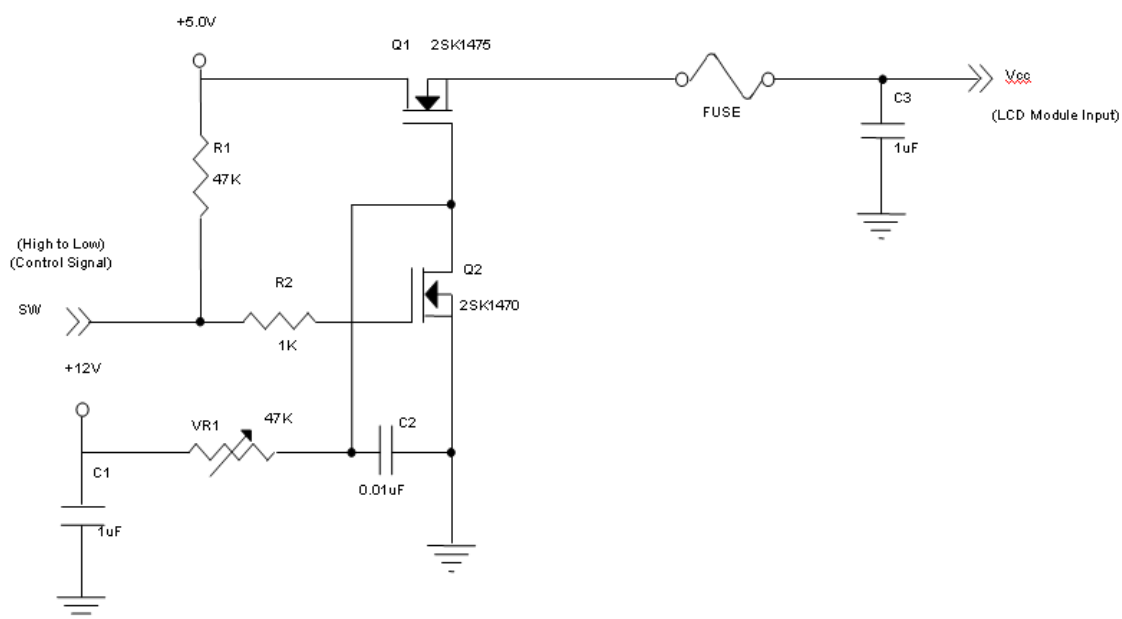 +5.0V
Q1 2SK1475
FUSE
C3
1uF
Vcc
(LCD Module Input)
R1
47K
(High to Low)
(Control Signal)
SW
R2
1K
Q2
2SK1470
+12V
C1
1uF
VR1
47K
C2
0.01uF